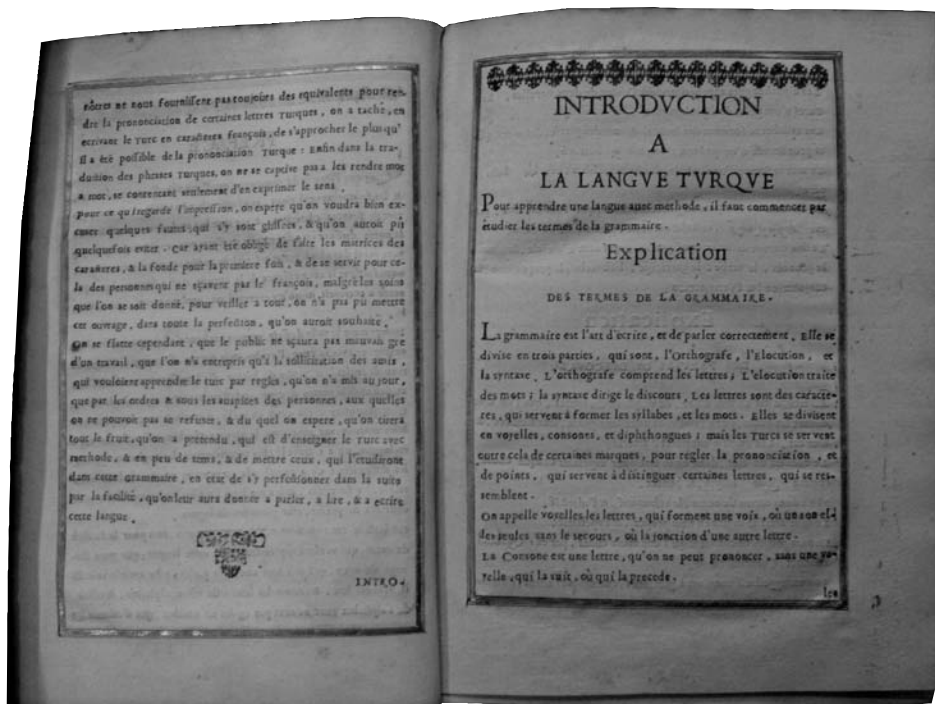 nôtres ne nous fournissent pas toujours des equivalents pour ren-
dre la prononciation de certaines lettres Turques, on a taché, en
ecrivant le Turc en caractères françois, de s'approcher le plus qu'
il a été possible de la prononciation Turque : Enfin dans la tra-
duction des phrases Turques, on ne se captive pas a les rendre mot
a mot, se contentant seulement d'en exprimer le sens.
pour ce qui regarde l'impression, on espere qu'on voudra bien ex-
cuser quelques fautes, qui s'y sont glissées, & qu'on auroit pû
quelquefois eviter. Car ayant été obligé de faire les matrices des
caractères, & la fonde pour la premiere fois, & de se servir pour ce-
la des personnes qui ne sçavent pas le françois, malgrè les soins
que l'on se soit donné, pour veiller a tout, on n'a pas pû mettre
cet ouvrage, dans toute la perfection, qu'on auroit souhaité.
On se flatte cependant, que le public ne sçaura pas mauvais gré
d'un travail, que l'on n'a entrepris qu'à la sollicitation des amis,
qui vouloient apprendre le turc par regles, qu'on n'a mis au jour,
que par les ordres & sous les auspices des personnes, aux quelles
on ne pouvoit pas se refuser, & du quel on espere, qu'on tirera
tout le fruit, qu'on a prétendu, qui est d'enseigner le Turc avec
methode, & en peu de tems, & de mettre ceux, qui l'étudiront
dans cette grammaire, en état de s'y perfectionner dans la suite
par la facilité, qu'on leur aura donnée a parler, a lire, & a ecrire
cette langue.
INTRO-
INTRODVCTION
A
LA LANGVE TVRQVE
Pour apprendre une langue avec methode, il faut commencer par
étudier les termes de la grammaire.
Explication
DES TERMES DE LA GRAMMAIRE.
La grammaire est l'art d'écrire, et de parler correctement. Elle se
divise en trois parties, qui sont, l'Orthografe, l'Elocution, et
la syntaxe. L'orthografe comprend les lettres; L'elocution traite
des mots; la syntaxe dirige le discours. Les lettres sont des caracte-
res, qui servent à former les syllabes, et les mots. Elles se divisent
en voyelles, consones, et diphthongues; mais les Turcs se servent
outre cela de certaines marques, pour regler la prononciation, et
de points, qui servent à distinguer certaines lettres, qui se res-
semblent.
On appelle voyelles les lettres, qui forment une voix, où un son el-
les seules, sans le secours, où la jonction d'une autre lettre.
La Consone est une lettre, qu'on ne peut prononcer, sans une vo-
yelle, qui la suit, où qui la precede.
les